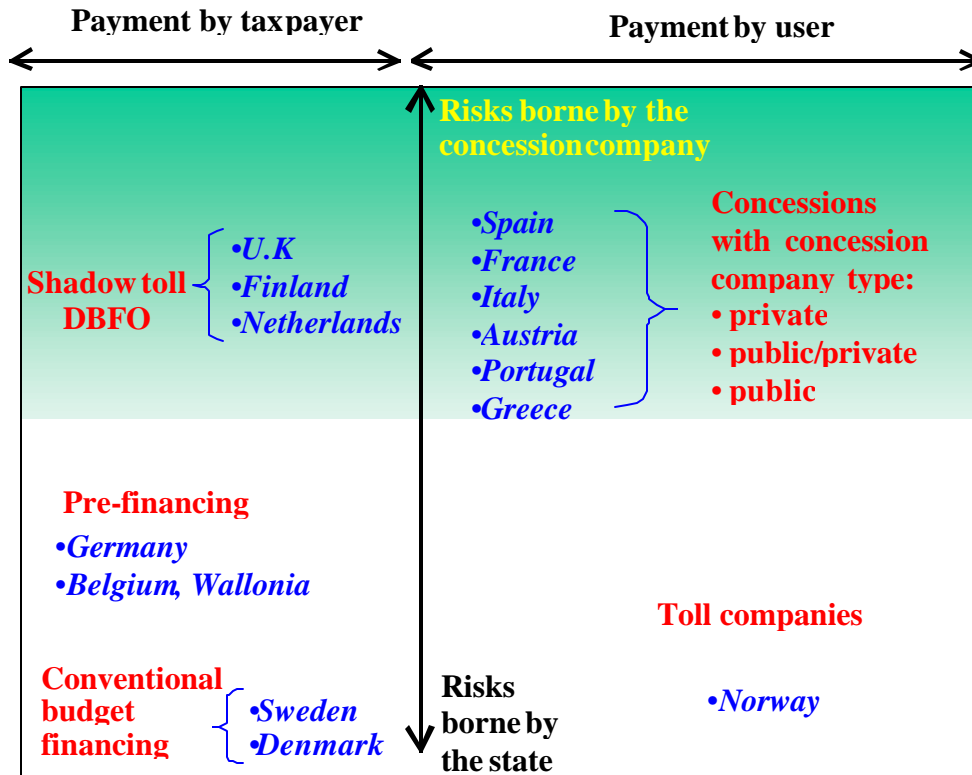 Payment by taxpayer
Payment by user
Risks borne by the
concession company
Shadow toll
DBFO
•U.K
•Finland
•Netherlands
•Spain
•France
•Italy
•Austria
•Portugal
•Greece
Concessions
with concession
company type:
• private
• public/private
• public
Pre-financing
•Germany
•Belgium, Wallonia
Toll companies
•Norway
Conventional
budget
financing
•Sweden
•Denmark
Risks
borne by
the state